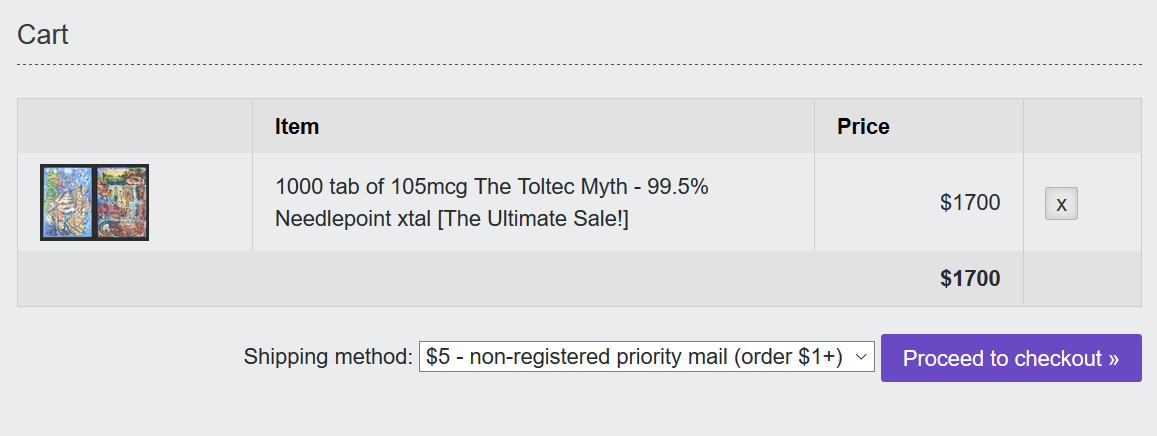 Cart
Item
Price
1000 tab of 105mcg The Toltec Myth - 99.5%
Needlepoint xtal [The Ultimate Sale!]
$1700
x
$1700
Shipping method: $5 - non-registered priority mail (order $1+)
Proceed to checkout »